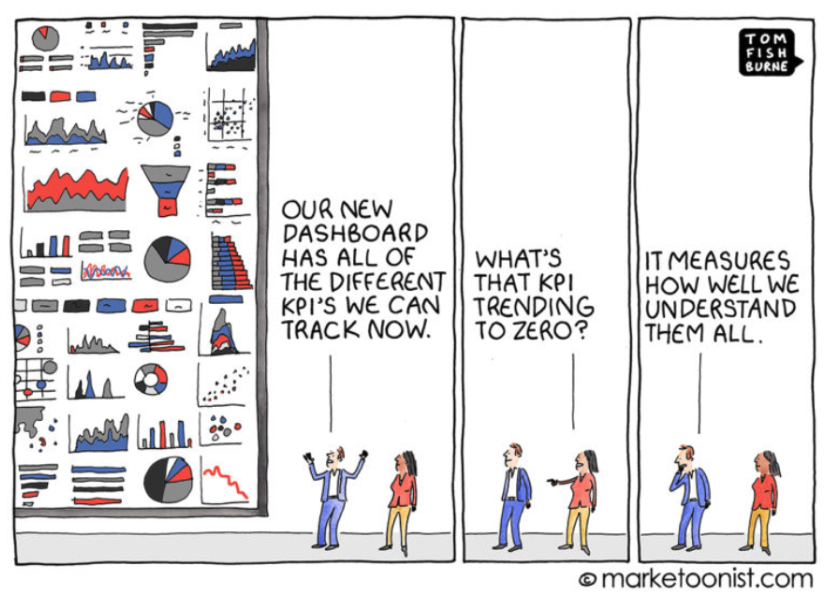 TOM
FISH
BURNE
OUR NEW
DASHBOARD
HAS ALL OF
THE DIFFERENT
KPI'S WE CAN
TRACK NOW.
WHAT'S
THAT KPI
TRENDING
TO ZERO?
IT MEASURES
HOW WELL WE
UNDERSTAND
THEM ALL.
© marketoonist.com